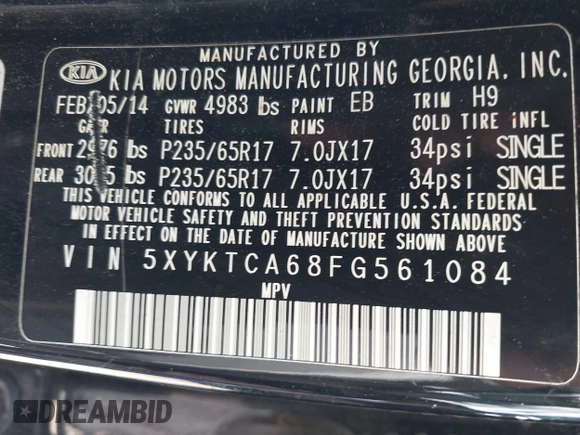 MANUFACTURED BY
KIA KIA MOTORS MANUFACTURING GEORGIA, INC.
FEB/05/14 GVWR 4983 lbs PAINT EB TRIM H9
TIRES RIMS COLD TIRE INFL
FRONT lbs P235/65R17 7.0JX17 34psi SINGLE
REAR lbs P235/65R17 7.0JX17 34psi SINGLE
THIS VEHICLE CONFORMS TO ALL APPLICABLE U.S.A. FEDERAL
MOTOR VEHICLE SAFETY AND THEFT PREVENTION STANDARDS
IN EFFECT ON THE DATE OF MANUFACTURE SHOWN ABOVE
VIN 5XYKTCA68FG561084
MPV
DREAMBID